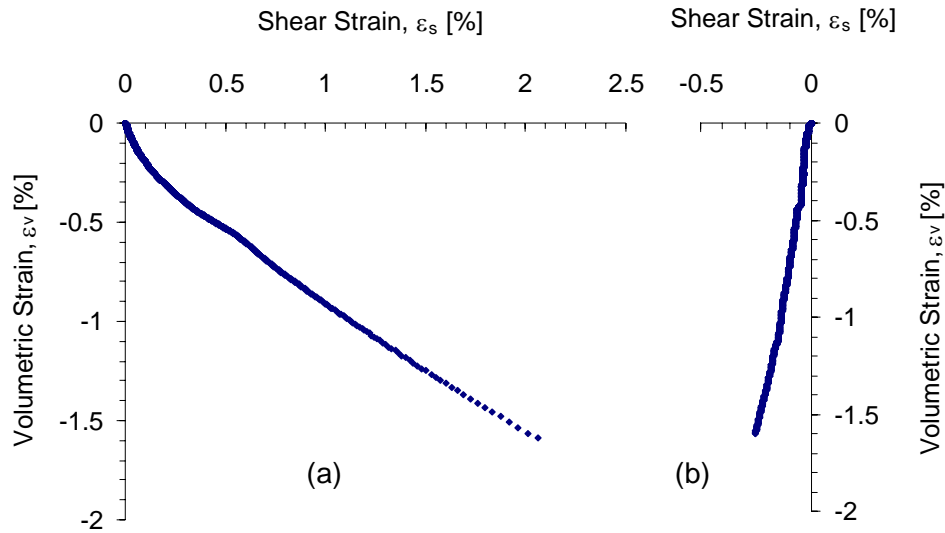 Shear Strain, εs [%]
Shear Strain, εs [%]
0 0.5 1 1.5 2 2.5
-0.5 0
0
-0.5
-1
-1.5
-2
Volumetric Strain, εv [%]
(a)
0
-0.5
-1
-1.5
-2
Volumetric Strain, εv [%]
(b)